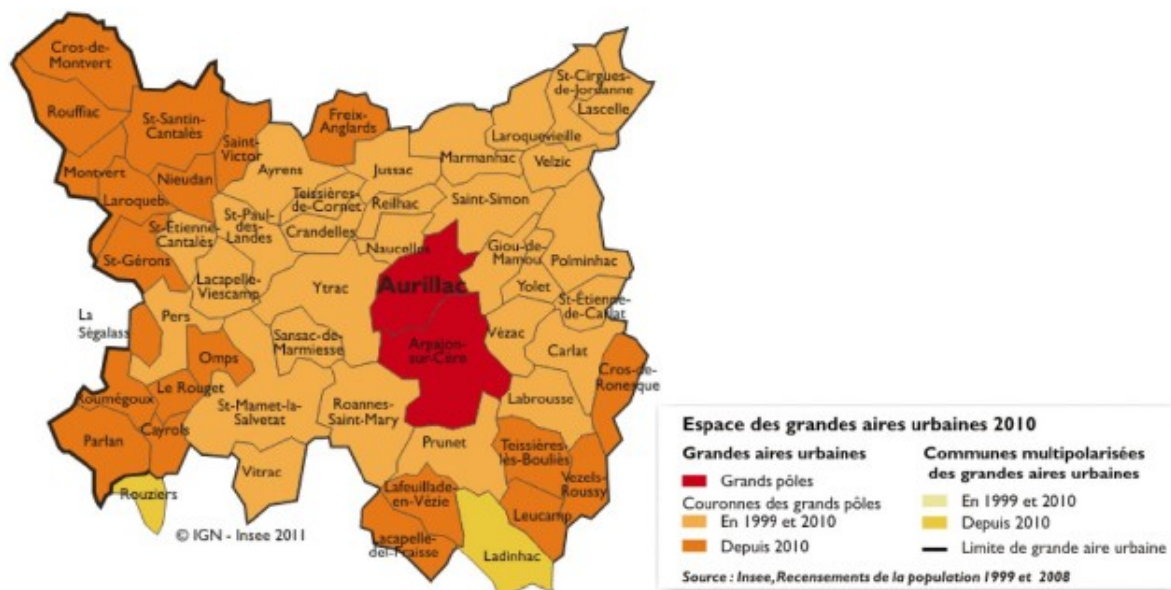 Cros-de-
Montvert
Rouffiac
St-Santin-
Cantalès
Saint-
Victor
Freix-
Anglards
St-Cirgues-
de-Jordanne
Lascelle
Laroquevieille
Marmanhac
Velzic
Jussac
Ayrens
Montvert
Nieudan
Laroqueb
Teissières-
de-Cornet
Reilhac
Saint-Simon
St-Paul-
des-
Landes
St-Etienne-
Cantalès
Crandelles
Naucelles
Giou-de-
Mamou
Polminhac
St-Gérons
Lacapelle-
Viescamp
Ytrac
Aurillac
Yolet
St-Étienne-
de-Carlat
La
Ségalass
Pers
Sansac-de-
Marmiesse
Arpajon-
sur-Cère
Vézac
Carlat
Omps
Cros-de-
Ronesque
Le Rouget
Roumégoux
St-Mamet-la-
Salvetat
Roannes-
Saint-Mary
Labrousse
Parlan
Cayrols
Prunet
Teissières-
lès-Bouliès
Vitrac
Vezels-
Roussy
Rouziers
Lafeuillade-
en-Vézie
Leucamp
© IGN - Insee 2011
Lacapelle-
del-Fraisse
Ladinhac
Espace des grandes aires urbaines 2010
Grandes aires urbaines
Grands pôles
Couronnes des grands pôles
En 1999 et 2010
Depuis 2010
Communes multipolarisées
des grandes aires urbaines
En 1999 et 2010
Depuis 2010
Limite de grande aire urbaine
Source : Insee, Recensements de la population 1999 et 2008